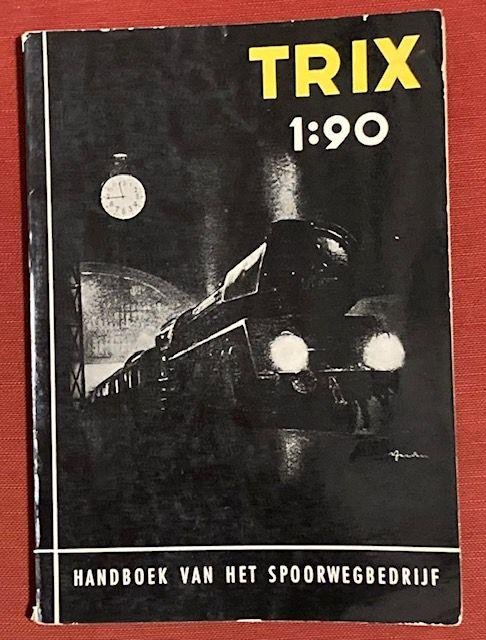 TRIX
1:90
HANDBOEK VAN HET SPOORWEGBEDRIJF